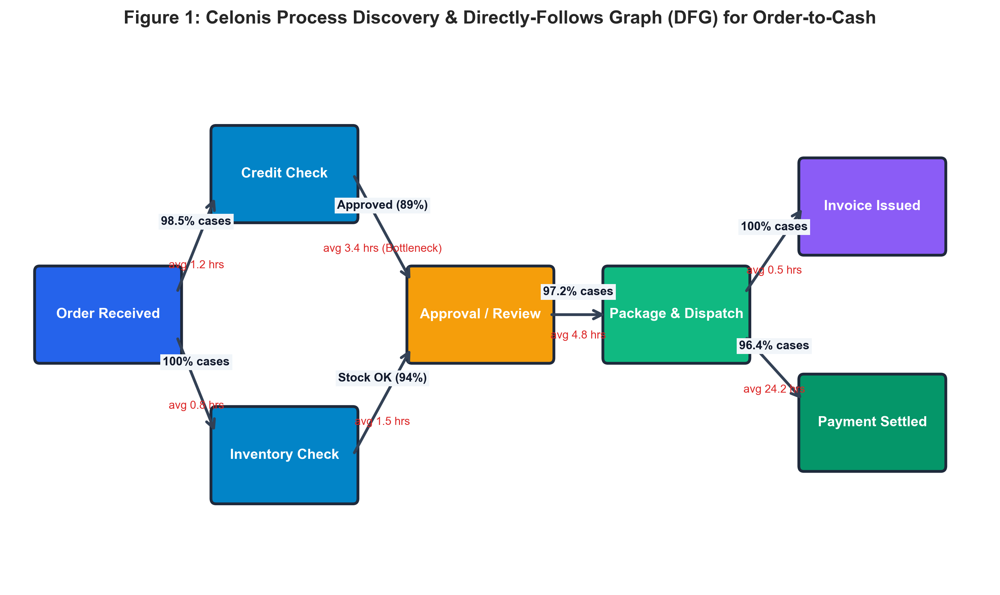 Figure 1: Celonis Process Discovery & Directly-Follows Graph (DFG) for Order-to-Cash
Order Received
98.5% cases
avg 1.2 hrs
100% cases
avg 0.8 hrs
Credit Check
Inventory Check
Approved (89%)
avg 3.4 hrs (Bottleneck)
Stock OK (94%)
avg 1.5 hrs
Approval / Review
97.2% cases
avg 4.8 hrs
Package & Dispatch
100% cases
avg 0.5 hrs
96.4% cases
avg 24.2 hrs
Invoice Issued
Payment Settled